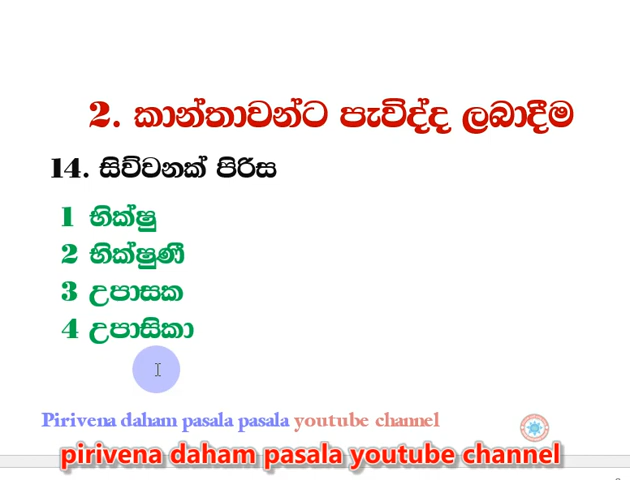 2. කාන්තාවන්ට පැවිද්ද ලබාදීම
14. සිව්වනක් පිරිස
1 භික්ෂු
2 භික්ෂුණී
3 උපාසක
4 උපාසිකා
Pirivena daham pasala pasala youtube channel
pirivena daham pasala youtube channel